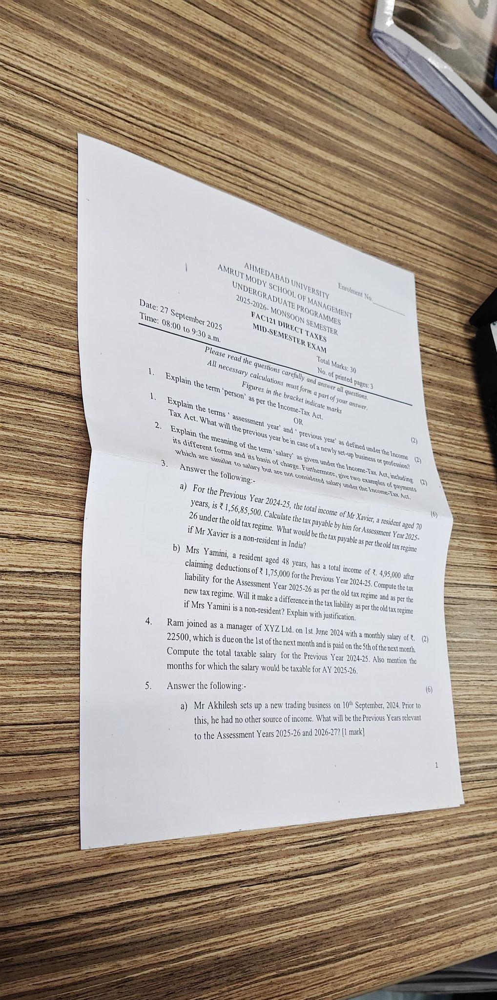 Enrolment No.
AHMEDABAD UNIVERSITY
AMRUT MODY SCHOOL OF MANAGEMENT
UNDERGRADUATE PROGRAMMES
2025-2026- MONSOON SEMESTER
FAC121 DIRECT TAXES
MID-SEMESTER EXAM
Date: 27 September 2025
Time: 08:00 to 9:30 a.m.
Total Marks: 30
No. of printed pages: 3
Please read the questions carefully and answer all questions.
All necessary calculations must form a part of your answer.
Figures in the bracket indicate marks
1. Explain the term 'person' as per the Income-Tax Act. (2)
OR
1. Explain the terms ' assessment year' and ' previous year' as defined under the Income (2)
Tax Act. What will the previous year be in case of a newly set-up business or profession?
2. Explain the meaning of the term 'salary' as given under the Income-Tax Act, including (2)
its different forms and its basis of charge. Furthermore, give two examples of payments
which are similar to salary but are not considered salary under the Income-Tax Act.
3. Answer the following:- (6)
a) For the Previous Year 2024-25, the total income of Mr Xavier, a resident aged 70
years, is ₹ 1,56,85,500. Calculate the tax payable by him for Assessment Year 2025-
26 under the old tax regime. What would be the tax payable as per the old tax regime
if Mr Xavier is a non-resident in India?
b) Mrs Yamini, a resident aged 48 years, has a total income of ₹. 4,95,000 after
claiming deductions of ₹ 1,75,000 for the Previous Year 2024-25. Compute the tax
liability for the Assessment Year 2025-26 as per the old tax regime and as per the
new tax regime. Will it make a difference in the tax liability as per the old tax regime
if Mrs Yamini is a non-resident? Explain with justification.
4. Ram joined as a manager of XYZ Ltd. on 1st June 2024 with a monthly salary of ₹. (2)
22500, which is due on the 1st of the next month and is paid on the 5th of the next month.
Compute the total taxable salary for the Previous Year 2024-25. Also mention the
months for which the salary would be taxable for AY 2025-26.
5. Answer the following:- (6)
a) Mr Akhilesh sets up a new trading business on 10th September, 2024. Prior to
this, he had no other source of income. What will be the Previous Years relevant
to the Assessment Years 2025-26 and 2026-27? [1 mark]
1